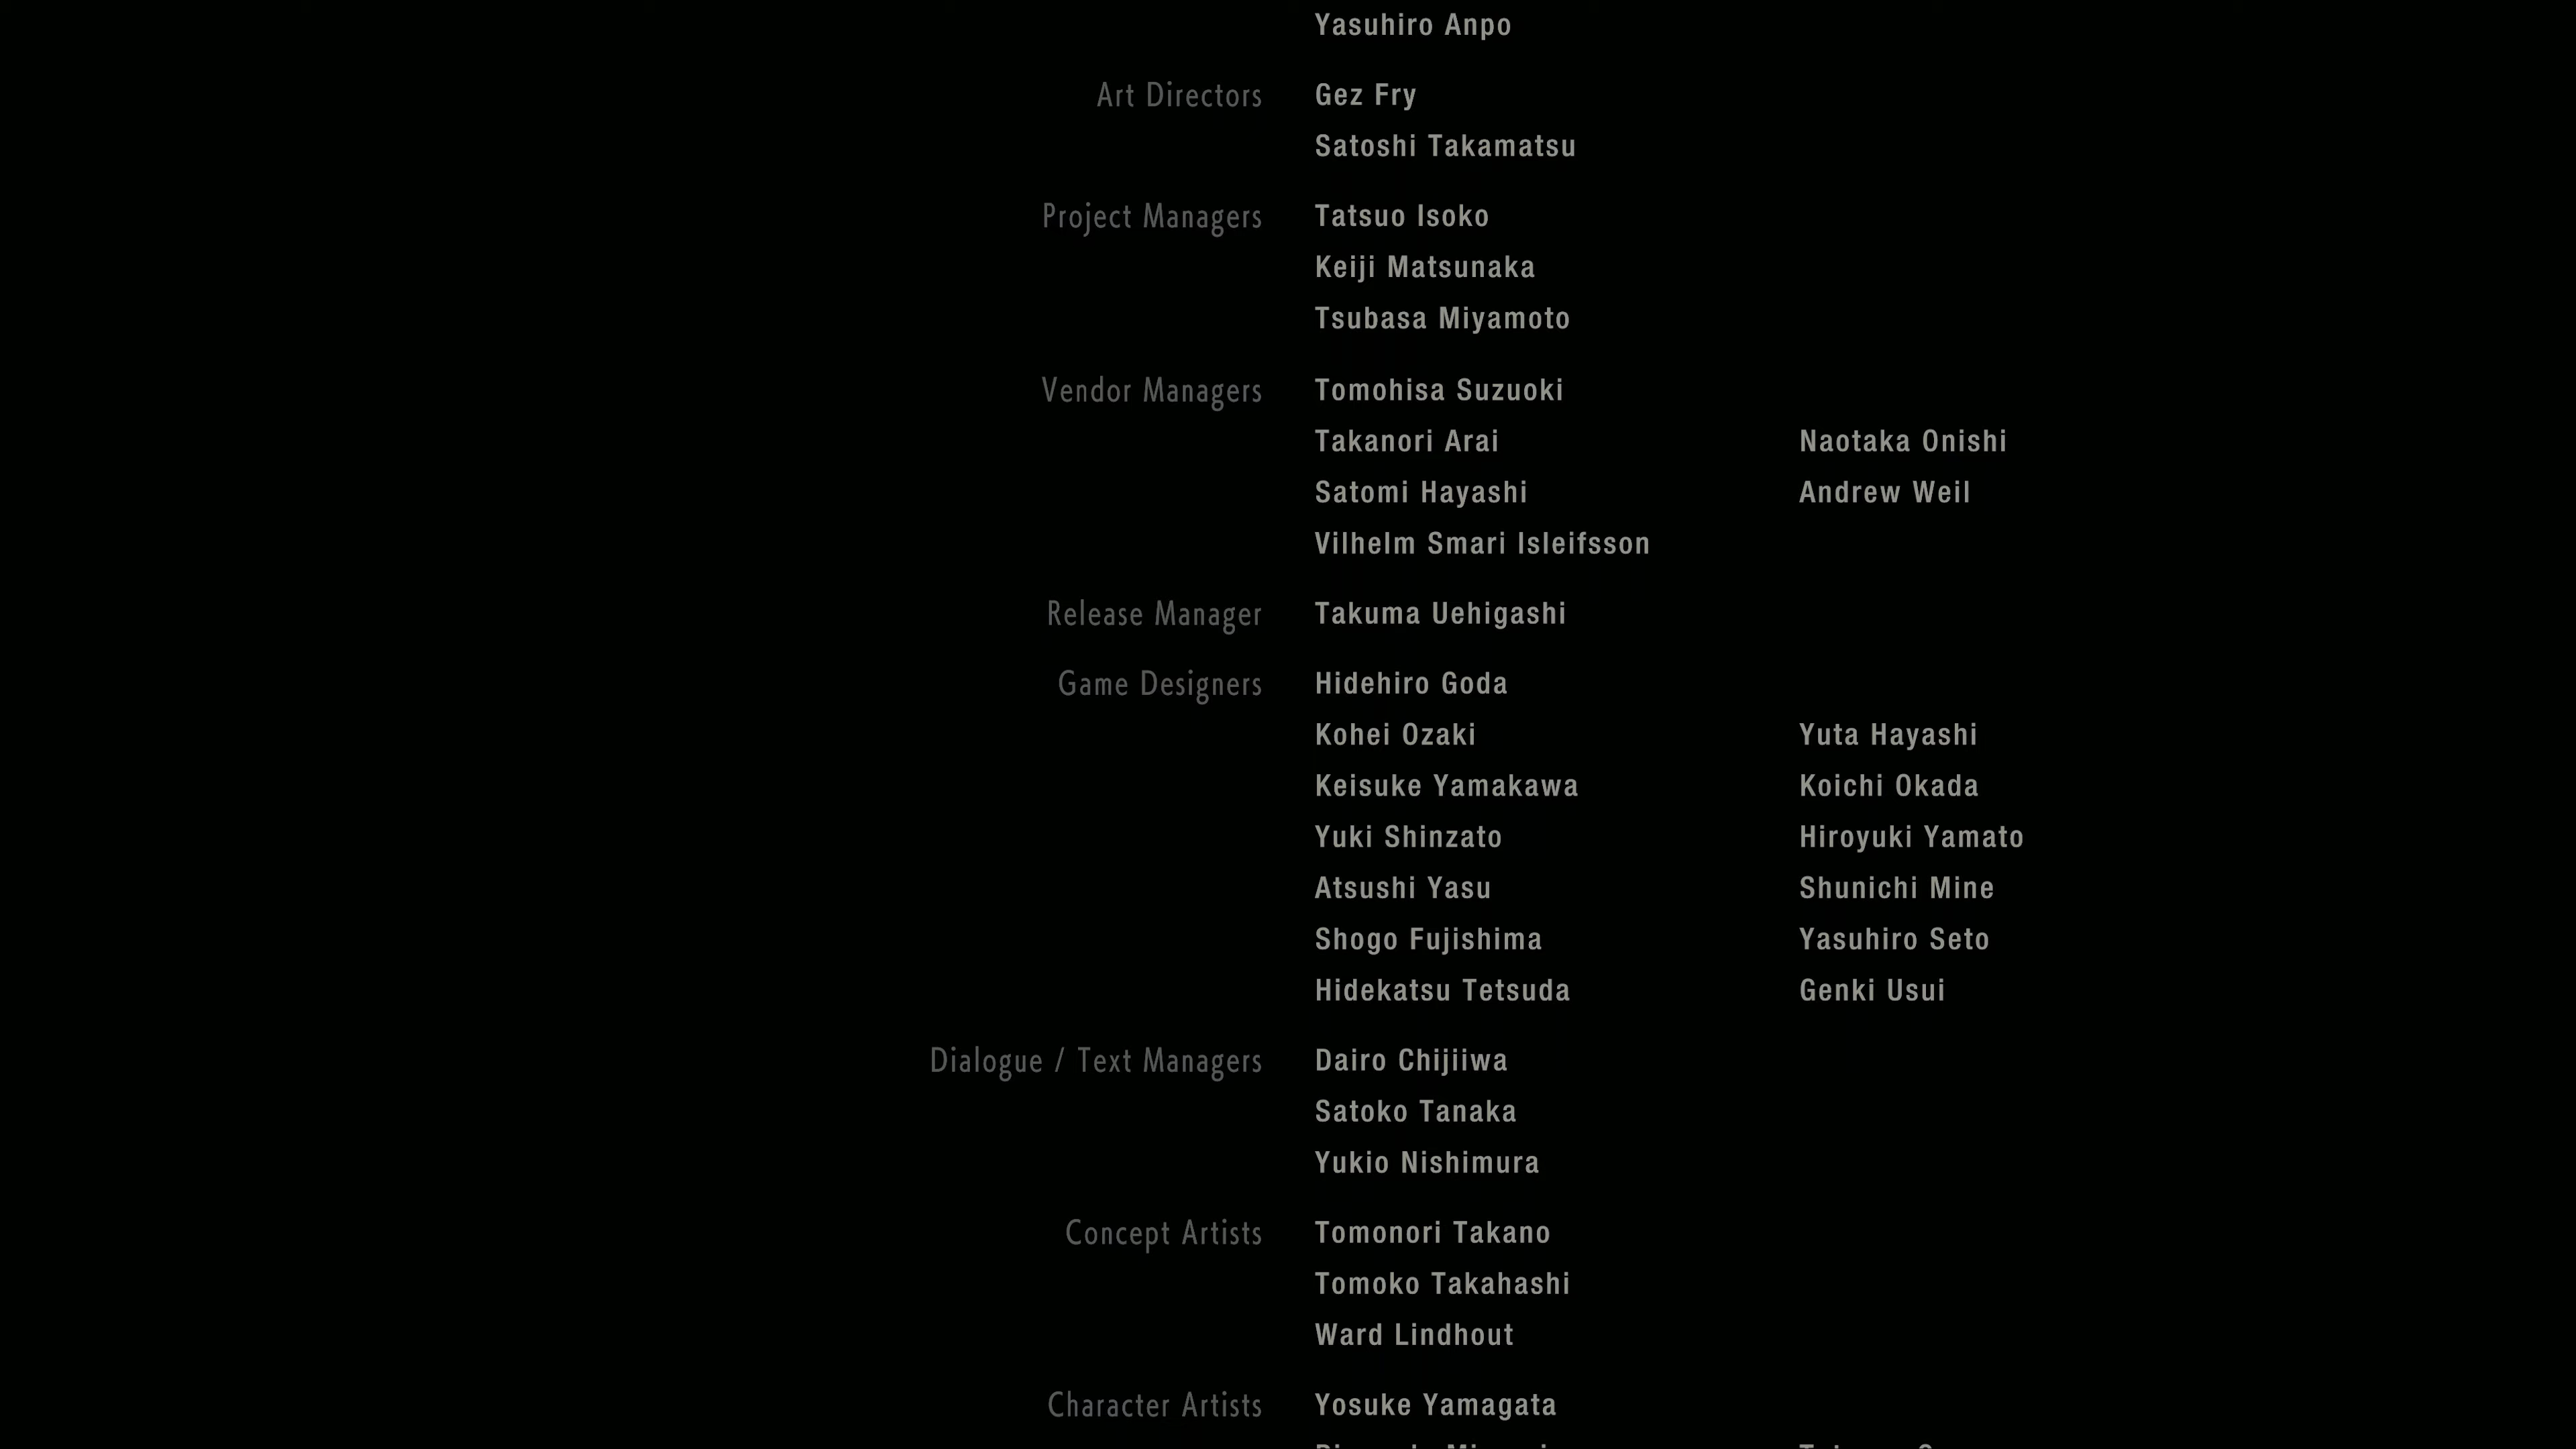 Yasuhiro Anpo
Art Directors Gez Fry
Satoshi Takamatsu
Project Managers Tatsuo Isoko
Keiji Matsunaka
Tsubasa Miyamoto
Vendor Managers Tomohisa Suzuoki
Takanori Arai Naotaka Onishi
Satomi Hayashi Andrew Weil
Vilhelm Smari Isleifsson
Release Manager Takuma Uehigashi
Game Designers Hidehiro Goda
Kohei Ozaki Yuta Hayashi
Keisuke Yamakawa Koichi Okada
Yuki Shinzato Hiroyuki Yamato
Atsushi Yasu Shunichi Mine
Shogo Fujishima Yasuhiro Seto
Hidekatsu Tetsuda Genki Usui
Dialogue / Text Managers Dairo Chijiiwa
Satoko Tanaka
Yukio Nishimura
Concept Artists Tomonori Takano
Tomoko Takahashi
Ward Lindhout
Character Artists Yosuke Yamagata